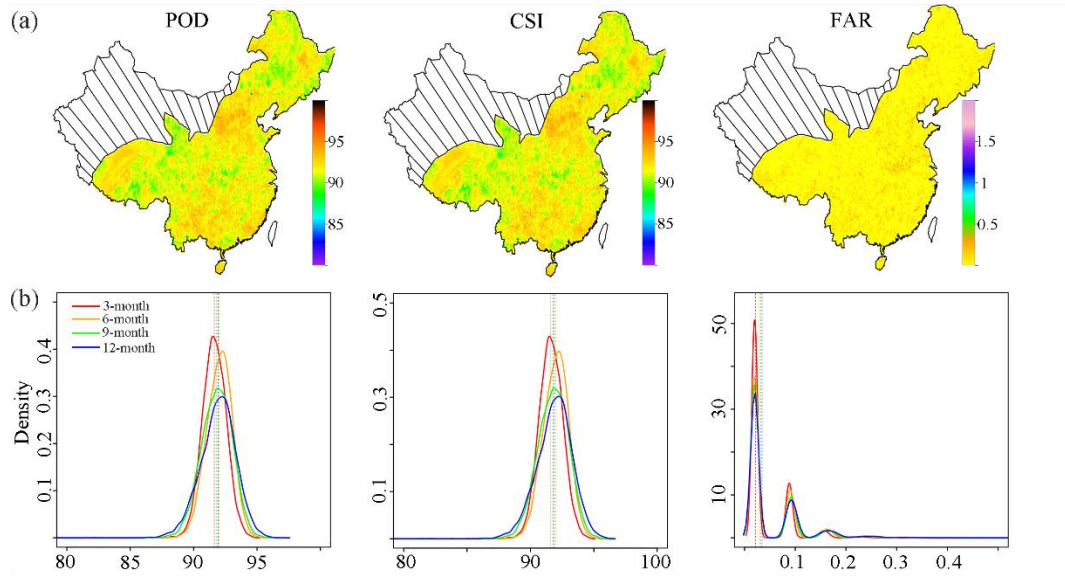 (a) POD CSI FAR
95 90 85
95 90 85
1.5 1 0.5
(b)
3-month
6-month
9-month
12-month
Density
0.4 0.3 0.2 0.1
80 85 90 95
0.5 0.3 0.1
80 90 100
50 30 10
0.1 0.2 0.3 0.4